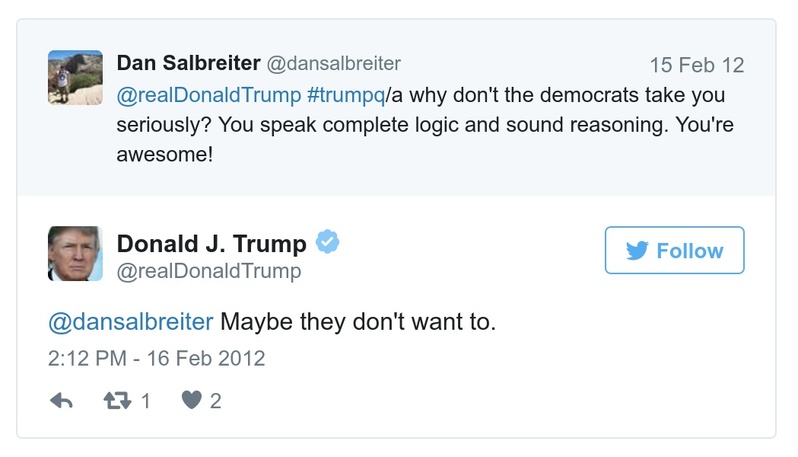 Dan Salbreiter @dansalbreiter 15 Feb 12
@realDonaldTrump #trumpq/a why don't the democrats take you
seriously? You speak complete logic and sound reasoning. You're
awesome!
Donald J. Trump
@realDonaldTrump
Follow
@dansalbreiter Maybe they don't want to.
2:12 PM - 16 Feb 2012
1 2